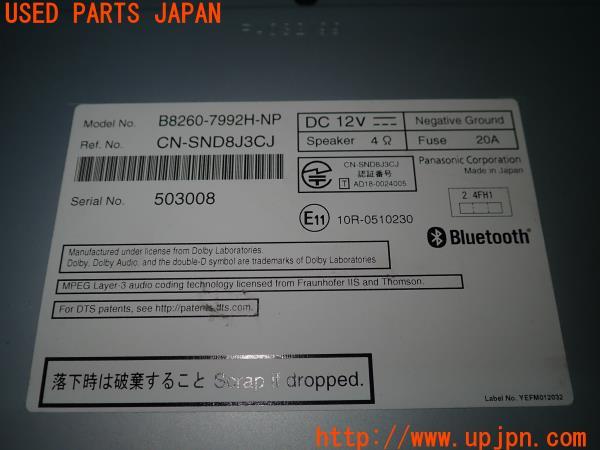 USED PARTS JAPAN
Model No. B8260-7992H-NP
Ref. No. CN-SND8J3CJ
Serial No. 503008
DC 12V
Negative Ground
Speaker 4 Ω
Fuse 20A
CN-SND8J3CJ
認証番号
T AD18-0024005
Panasonic Corporation
Made in Japan
2.4FH1
E11 10R-0510230
Bluetooth®
Manufactured under license from Dolby Laboratories.
Dolby, Dolby Audio, and the double-D symbol are trademarks of Dolby Laboratories.
MPEG Layer-3 audio coding technology licensed from Fraunhofer IIS and Thomson.
For DTS patents, see http://patents.dts.com.
落下時は破棄すること Scrap if dropped.
Label No. YEFM012032
中古部品.jp
www.upjpn.com